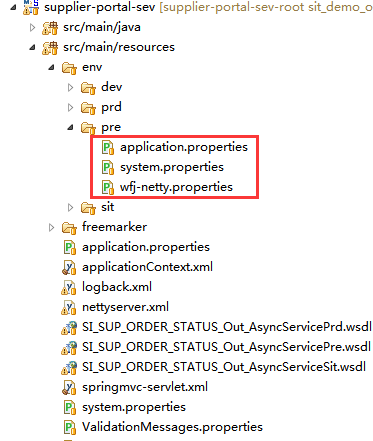 supplier-portal-sev [supplier-portal-sev-root sit_demo_o
src/main/java
src/main/resources
env
dev
prd
pre
application.properties
system.properties
wfj-netty.properties
sit
freemarker
application.properties
applicationContext.xml
logback.xml
nettyserver.xml
SI_SUP_ORDER_STATUS_Out_AsyncServicePrd.wsdl
SI_SUP_ORDER_STATUS_Out_AsyncServicePre.wsdl
SI_SUP_ORDER_STATUS_Out_AsyncServiceSit.wsdl
springmvc-servlet.xml
system.properties
ValidationMessages.properties